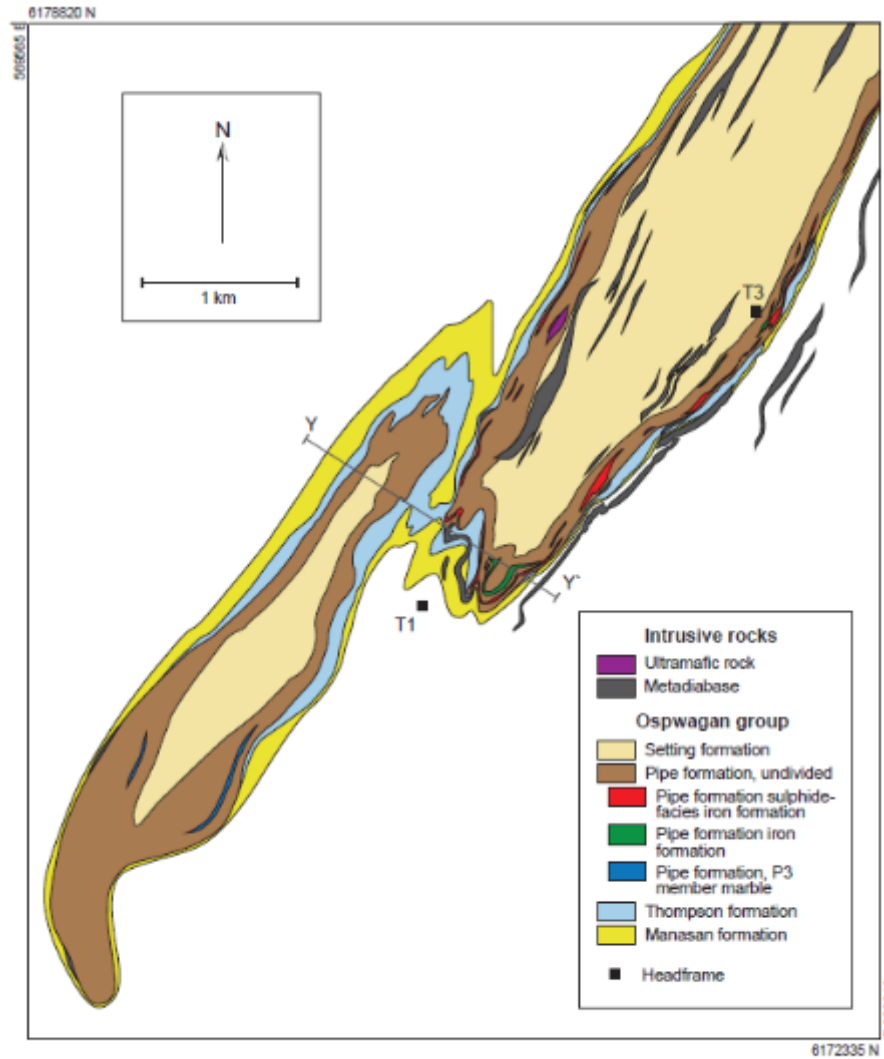 6178820 N
569565 E
N
1 km
T3
Y
Y'
T1
Intrusive rocks
Ultramafic rock
Metadiabase
Ospwagan group
Setting formation
Pipe formation, undivided
Pipe formation sulphide-
facies iron formation
Pipe formation iron
formation
Pipe formation, P3
member marble
Thompson formation
Manasan formation
Headframe
6172335 N